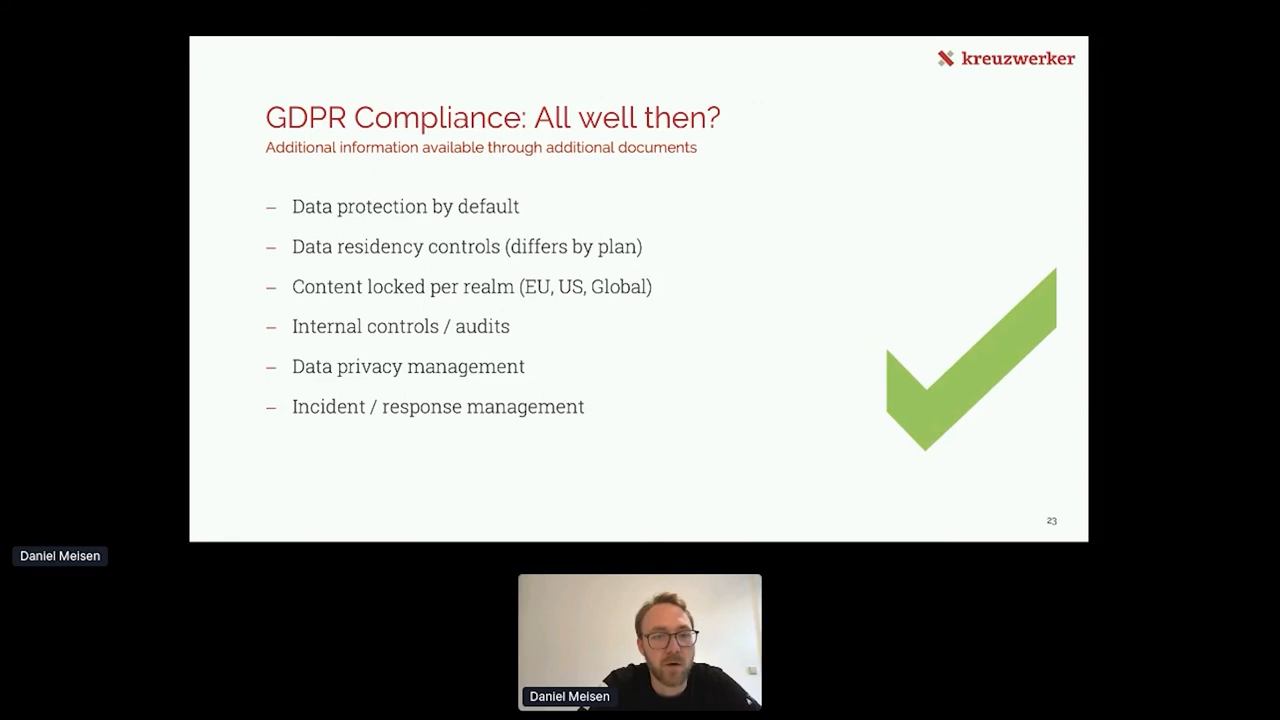 kreuzwerker
GDPR Compliance: All well then?
Additional information available through additional documents
– Data protection by default
– Data residency controls (differs by plan)
– Content locked per realm (EU, US, Global)
– Internal controls / audits
– Data privacy management
– Incident / response management
23
Daniel Meisen
Daniel Meisen